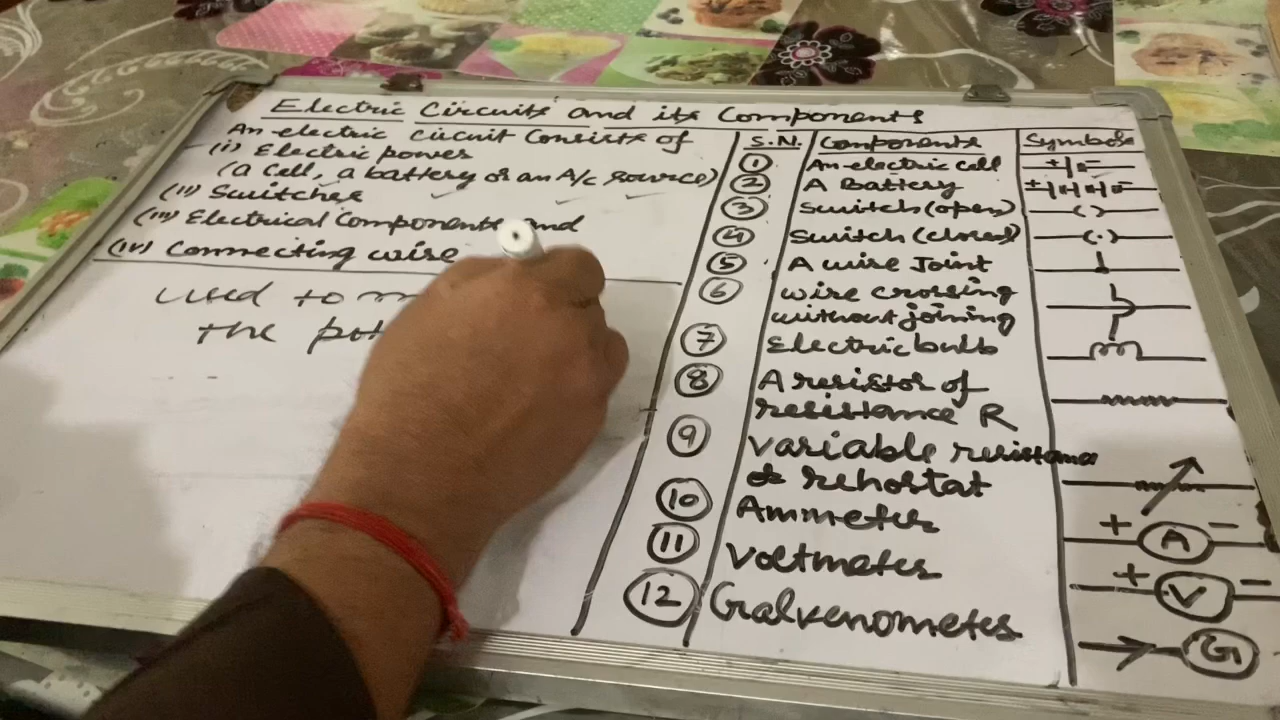 Electric Circuits and its Components
An electric circuit consists of
(i) Electric power
(a cell, a battery or an A/c source)
(ii) Switches
(iii) Electrical Components and
(iv) Connecting wire
used to m
the pot
S.N. Components Symbols
1 An electric cell + -
2 A Battery + -
3 Switch (open)
4 Switch (closed)
5 A wire Joint
6 wire crossing
without joining
7 Electric bulb
8 A resistor of
resistance R
9 variable resistance
or rehostat
10 Ammeter + A -
11 Voltmeter + V -
12 Galvenometer G